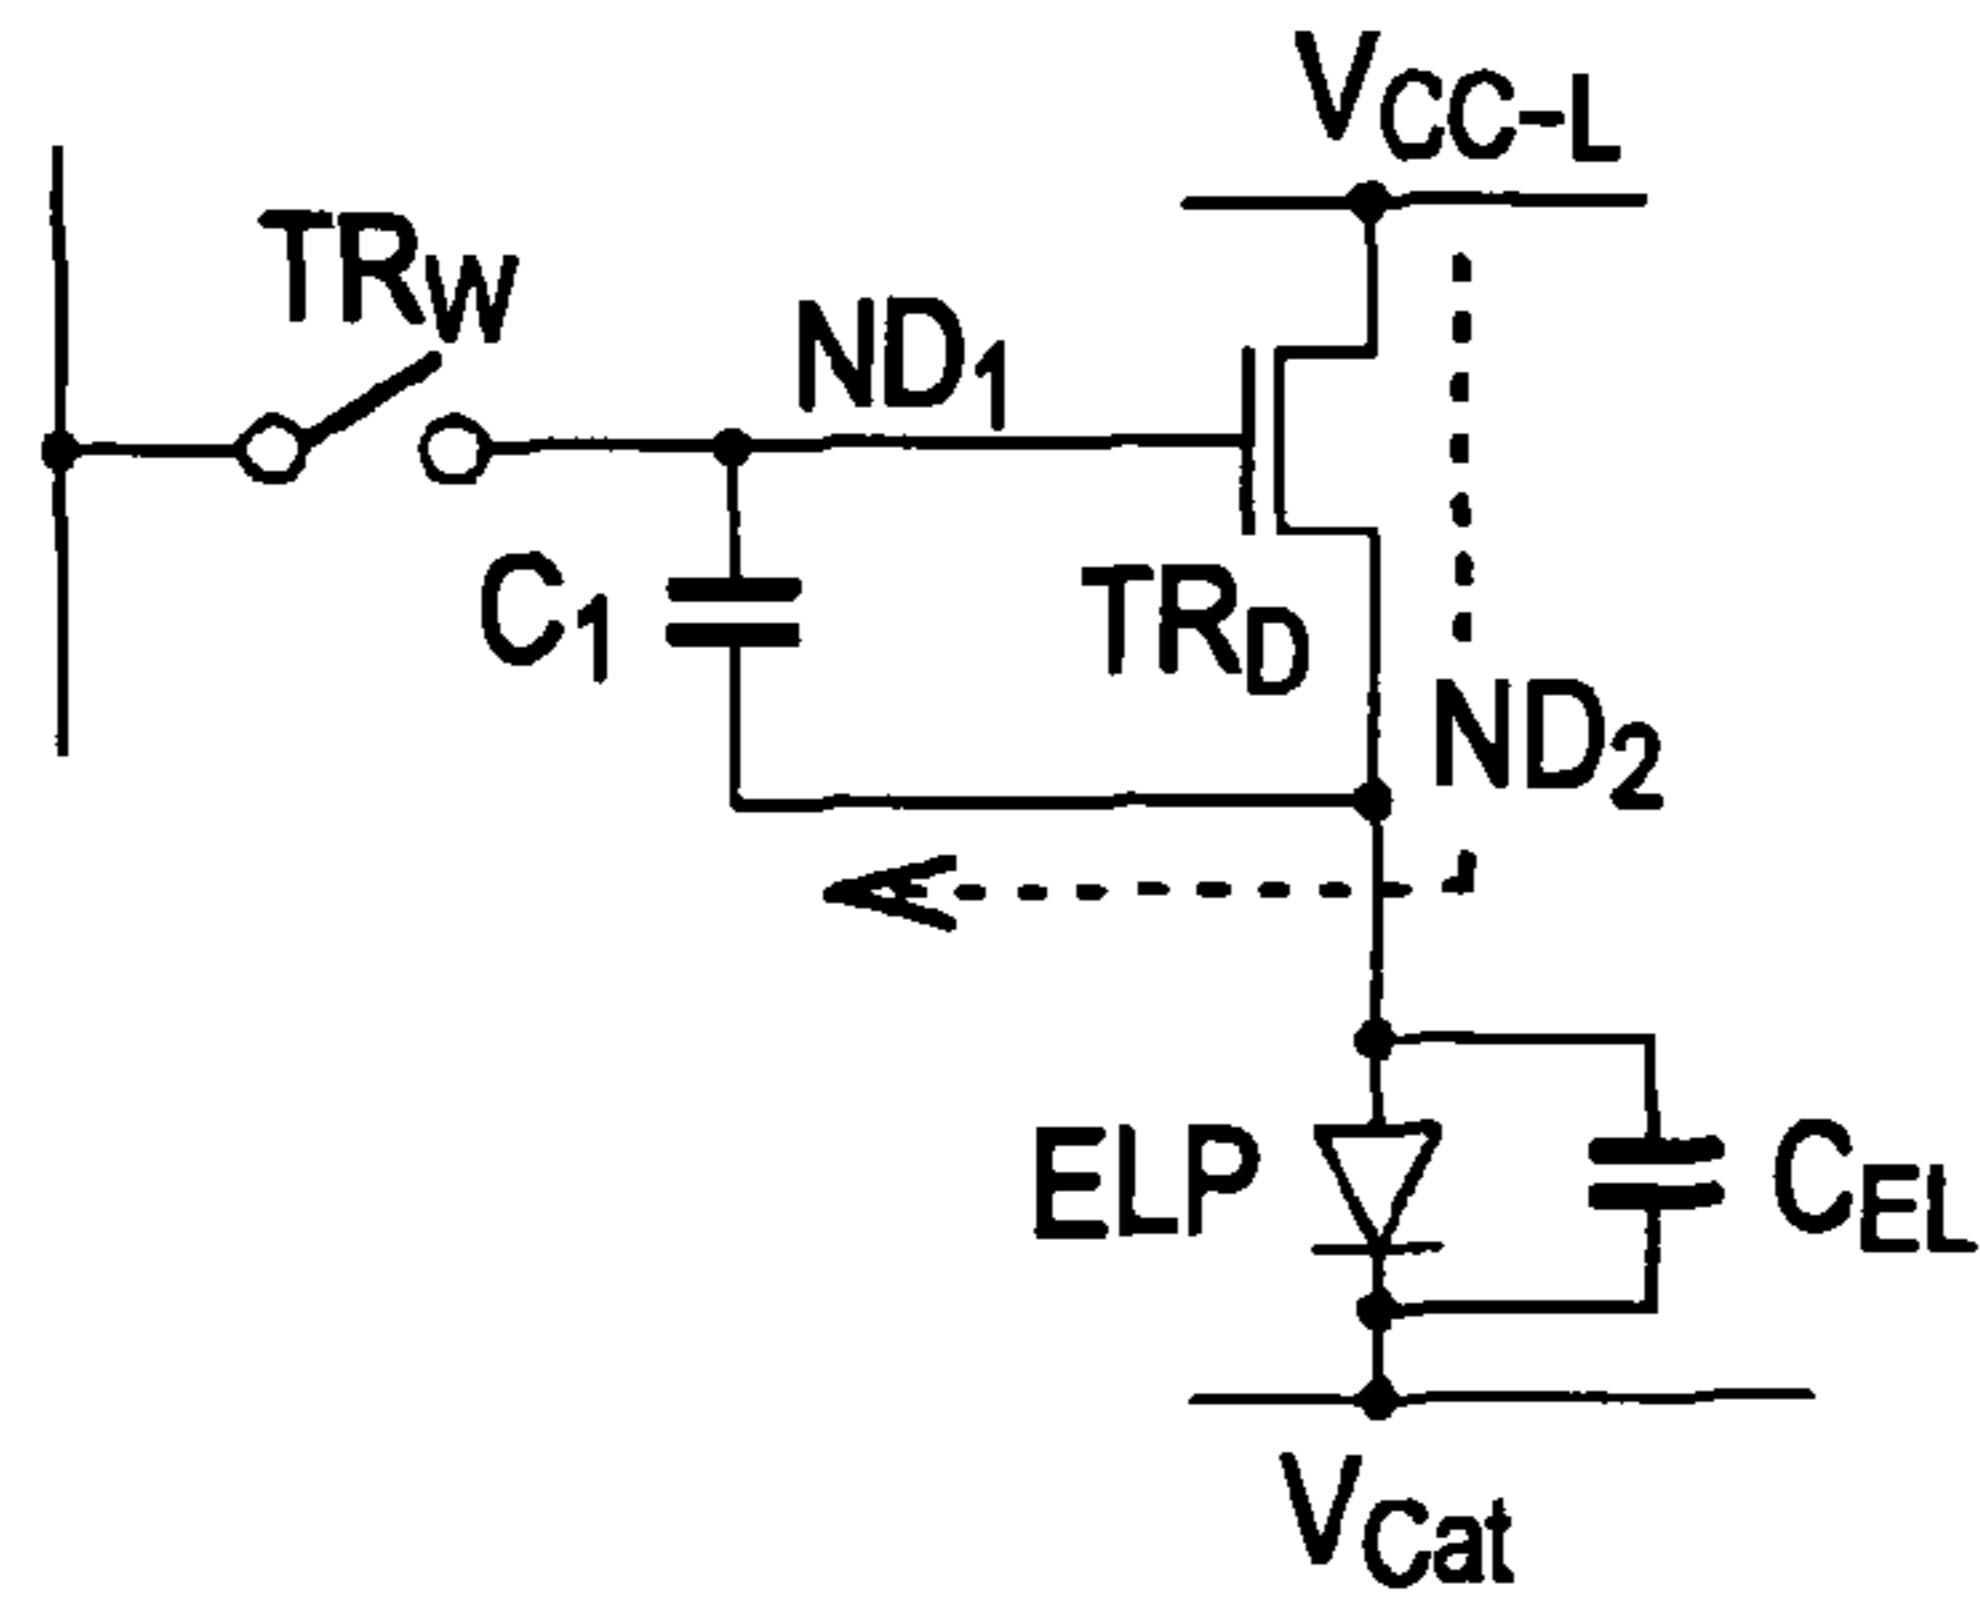 VCC-L
TRW
ND1
C1
TRD
ND2
ELP
CEL
VCat